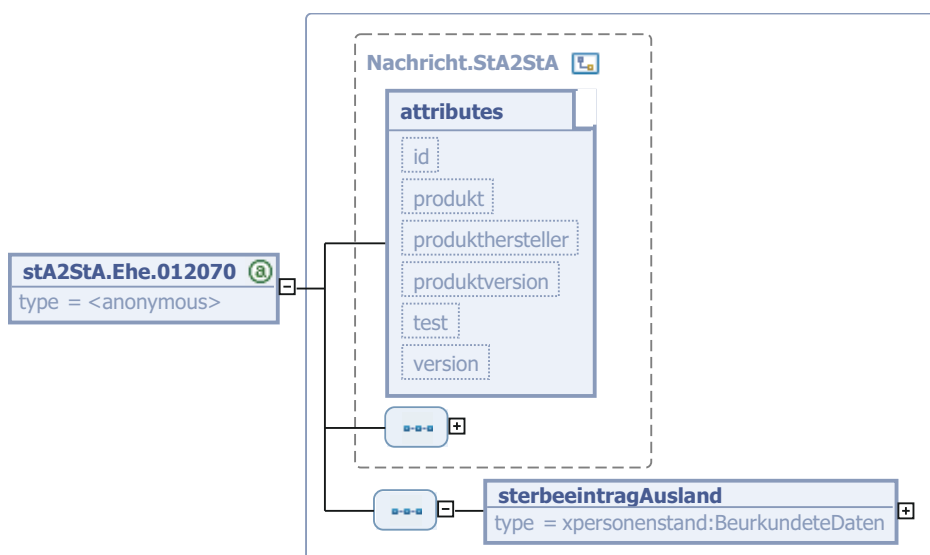 Nachricht.StA2StA
attributes
id
produkt
produkthersteller
produktversion
test
version
stA2StA.Ehe.012070 @
type = <anonymous>
sterbeeintragAusland
type = xpersonenstand:BeurkundeteDaten